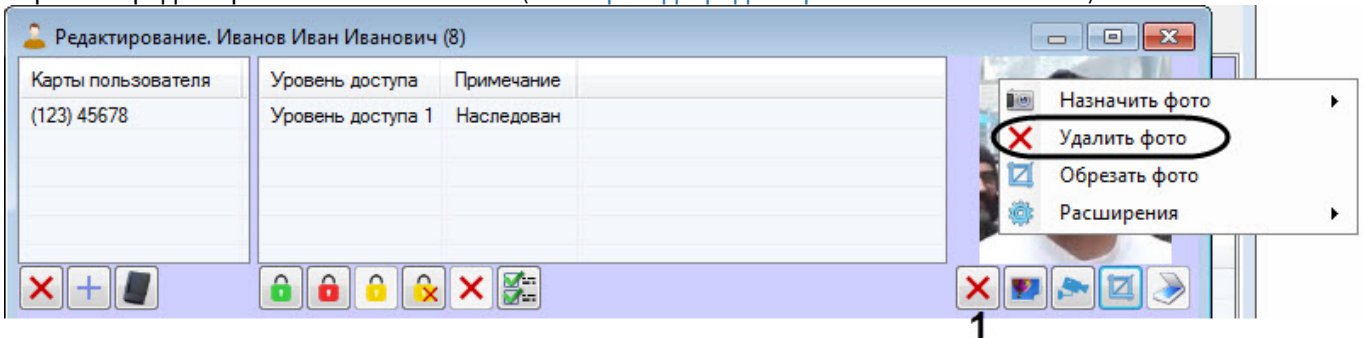 Редактирование. Иванов Иван Иванович (8)
Карты пользователя
Уровень доступа
Примечание
(123) 45678
Уровень доступа 1
Наследован
Назначить фото
Удалить фото
Обрезать фото
Расширения
1